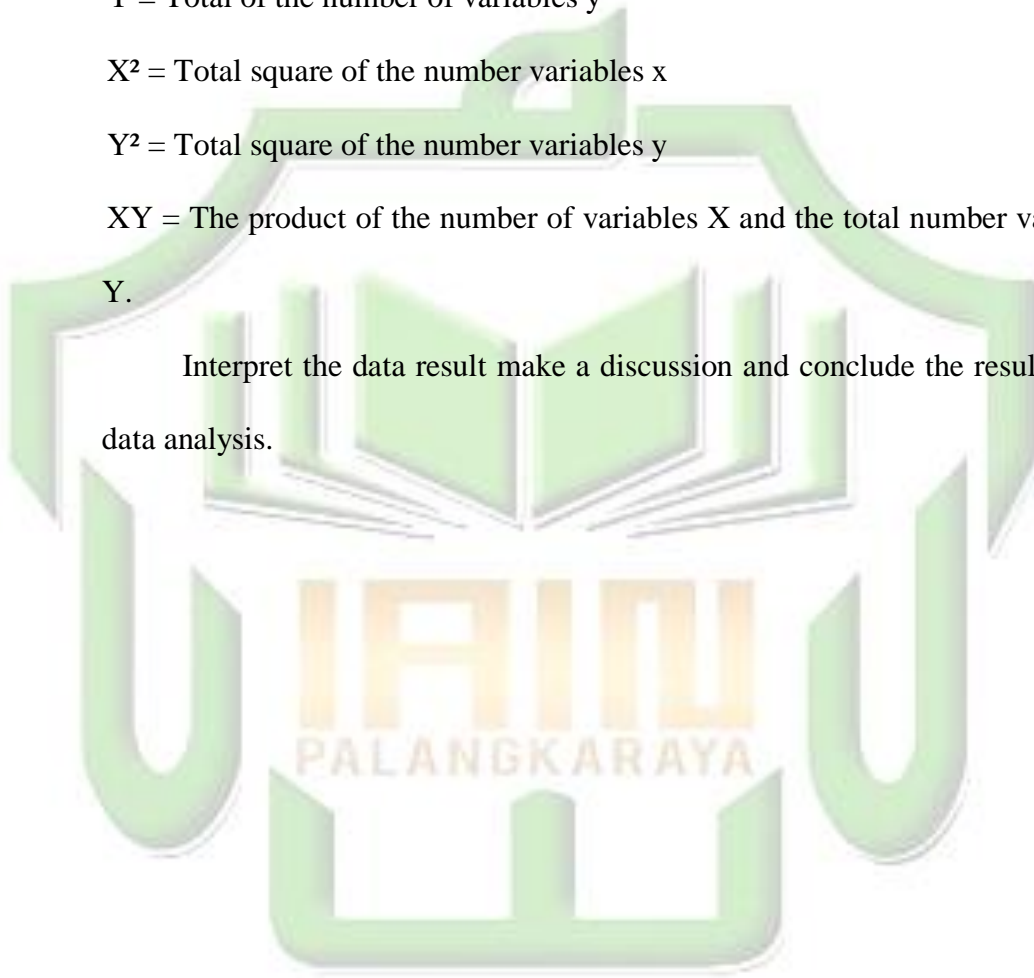 Y = Total of the number of variables y
X² = Total square of the number variables x
Y² = Total square of the number variables y
XY = The product of the number of variables X and the total number
Y.
Interpret the data result make a discussion and conclude the
data analysis.
IAIN
PALANGKARAYA